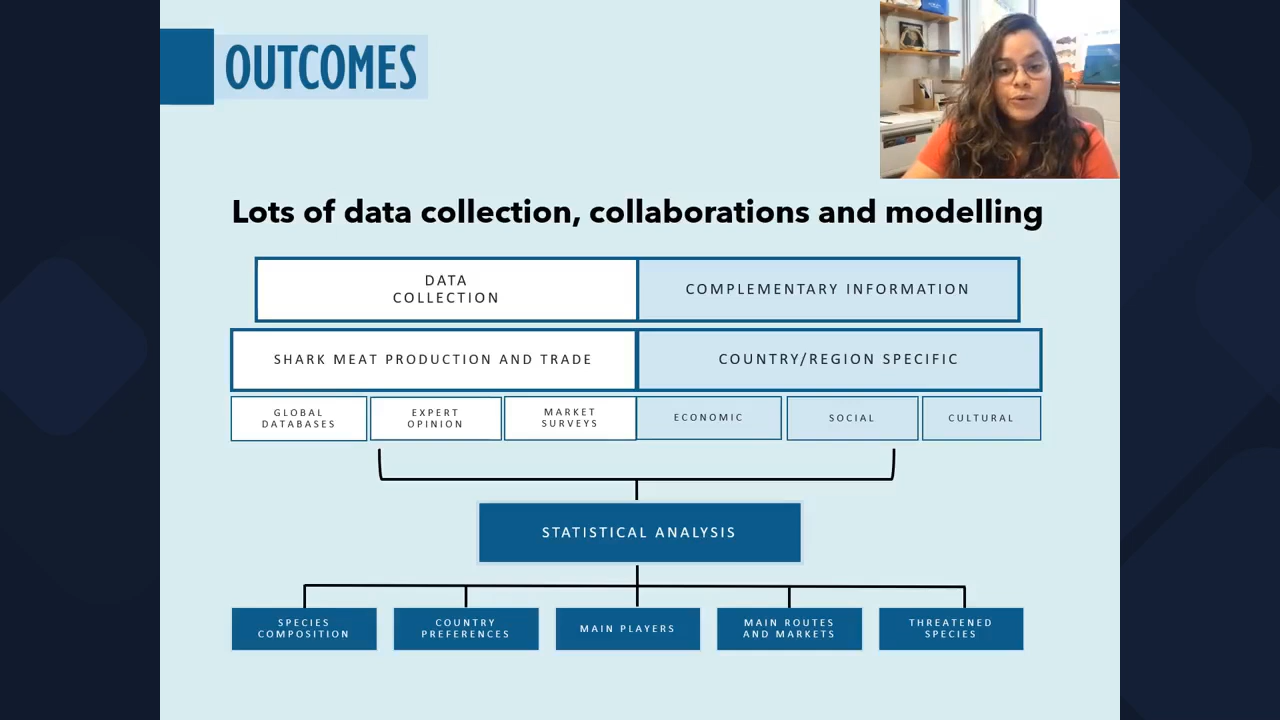 OUTCOMES
Lots of data collection, collaborations and modelling
DATA
COLLECTION
COMPLEMENTARY INFORMATION
SHARK MEAT PRODUCTION AND TRADE
COUNTRY/REGION SPECIFIC
GLOBAL
DATABASES
EXPERT
OPINION
MARKET
SURVEYS
ECONOMIC
SOCIAL
CULTURAL
STATISTICAL ANALYSIS
SPECIES
COMPOSITION
COUNTRY
PREFERENCES
MAIN PLAYERS
MAIN ROUTES
AND MARKETS
THREATENED
SPECIES